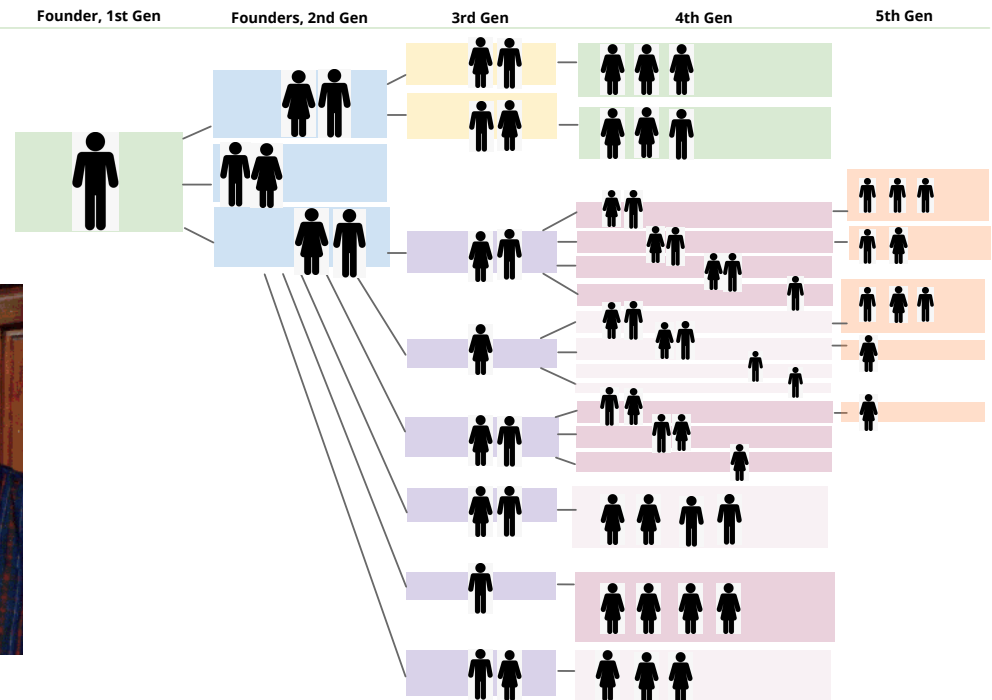 Founder, 1st Gen
Founders, 2nd Gen
3rd Gen
4th Gen
5th Gen